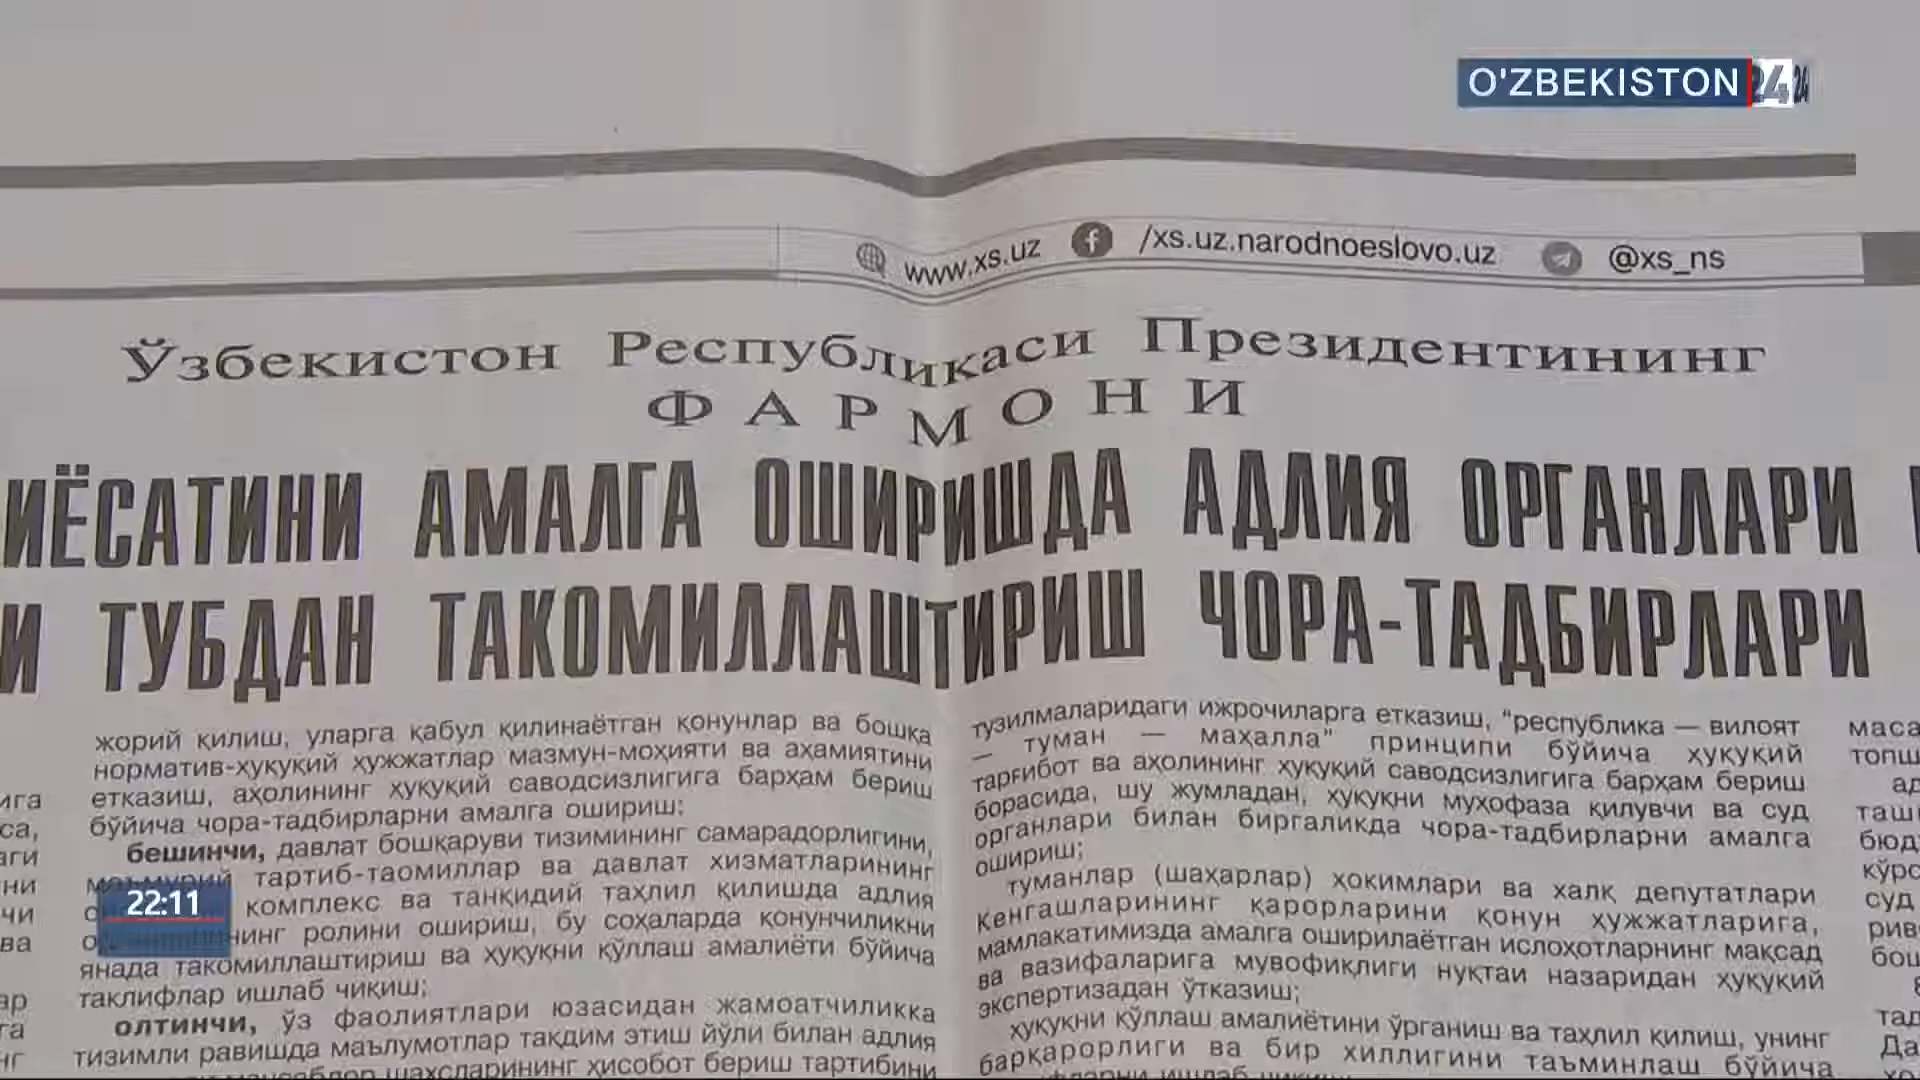 O'ZBEKISTON 24
www.xs.uz /xs.uz.narodnoeslovo.uz @xs_ns
Ўзбекистон Республикаси Президентининг
ФАРМОНИ
ИЁСАТИНИ АМАЛГА ОШИРИШДА АДЛИЯ ОРГАНЛАРИ
И ТУБДАН ТАКОМИЛЛАШТИРИШ ЧОРА-ТАДБИРЛАРИ
жорий қилиш, уларга қабул қилинаётган қонунлар ва бошқа
норматив-ҳуқуқий ҳужжатлар мазмун-моҳияти ва аҳамиятини
етказиш, аҳолининг ҳуқуқий саводсизлигига барҳам бериш
бўйича чора-тадбирларни амалга ошириш;
бешинчи, давлат бошқаруви тизимининг самарадорлигини,
маъмурий тартиб-таомиллар ва давлат хизматларининг
комплекс ва танқидий таҳлил қилишда адлия
нинг ролини ошириш, бу соҳаларда қонунчиликни
янада такомиллаштириш ва ҳуқуқни қўллаш амалиёти бўйича
таклифлар ишлаб чиқиш;
олтинчи, ўз фаолиятлари юзасидан жамоатчиликка
тизимли равишда маълумотлар тақдим этиш йўли билан адлия
шахсларининг ҳисобот бериш тартибини
тузилмаларидаги ижрочиларга етказиш, "республика — вилоят
— туман — маҳалла" принципи бўйича ҳуқуқий
тарғибот ва аҳолининг ҳуқуқий саводсизлигига барҳам бериш
борасида, шу жумладан, ҳуқуқни муҳофаза қилувчи ва суд
органлари билан биргаликда чора-тадбирларни амалга
ошириш;
туманлар (шаҳарлар) ҳокимлари ва халқ депутатлари
Кенгашларининг қарорларини қонун ҳужжатларига,
мамлакатимизда амалга оширилаётган ислоҳотларнинг мақсад
ва вазифаларига мувофиқлиги нуқтаи назаридан ҳуқуқий
экспертизадан ўтказиш;
ҳуқуқни қўллаш амалиётини ўрганиш ва таҳлил қилиш, унинг
барқарорлиги ва бир хиллигини таъминлаш бўйича
22:11